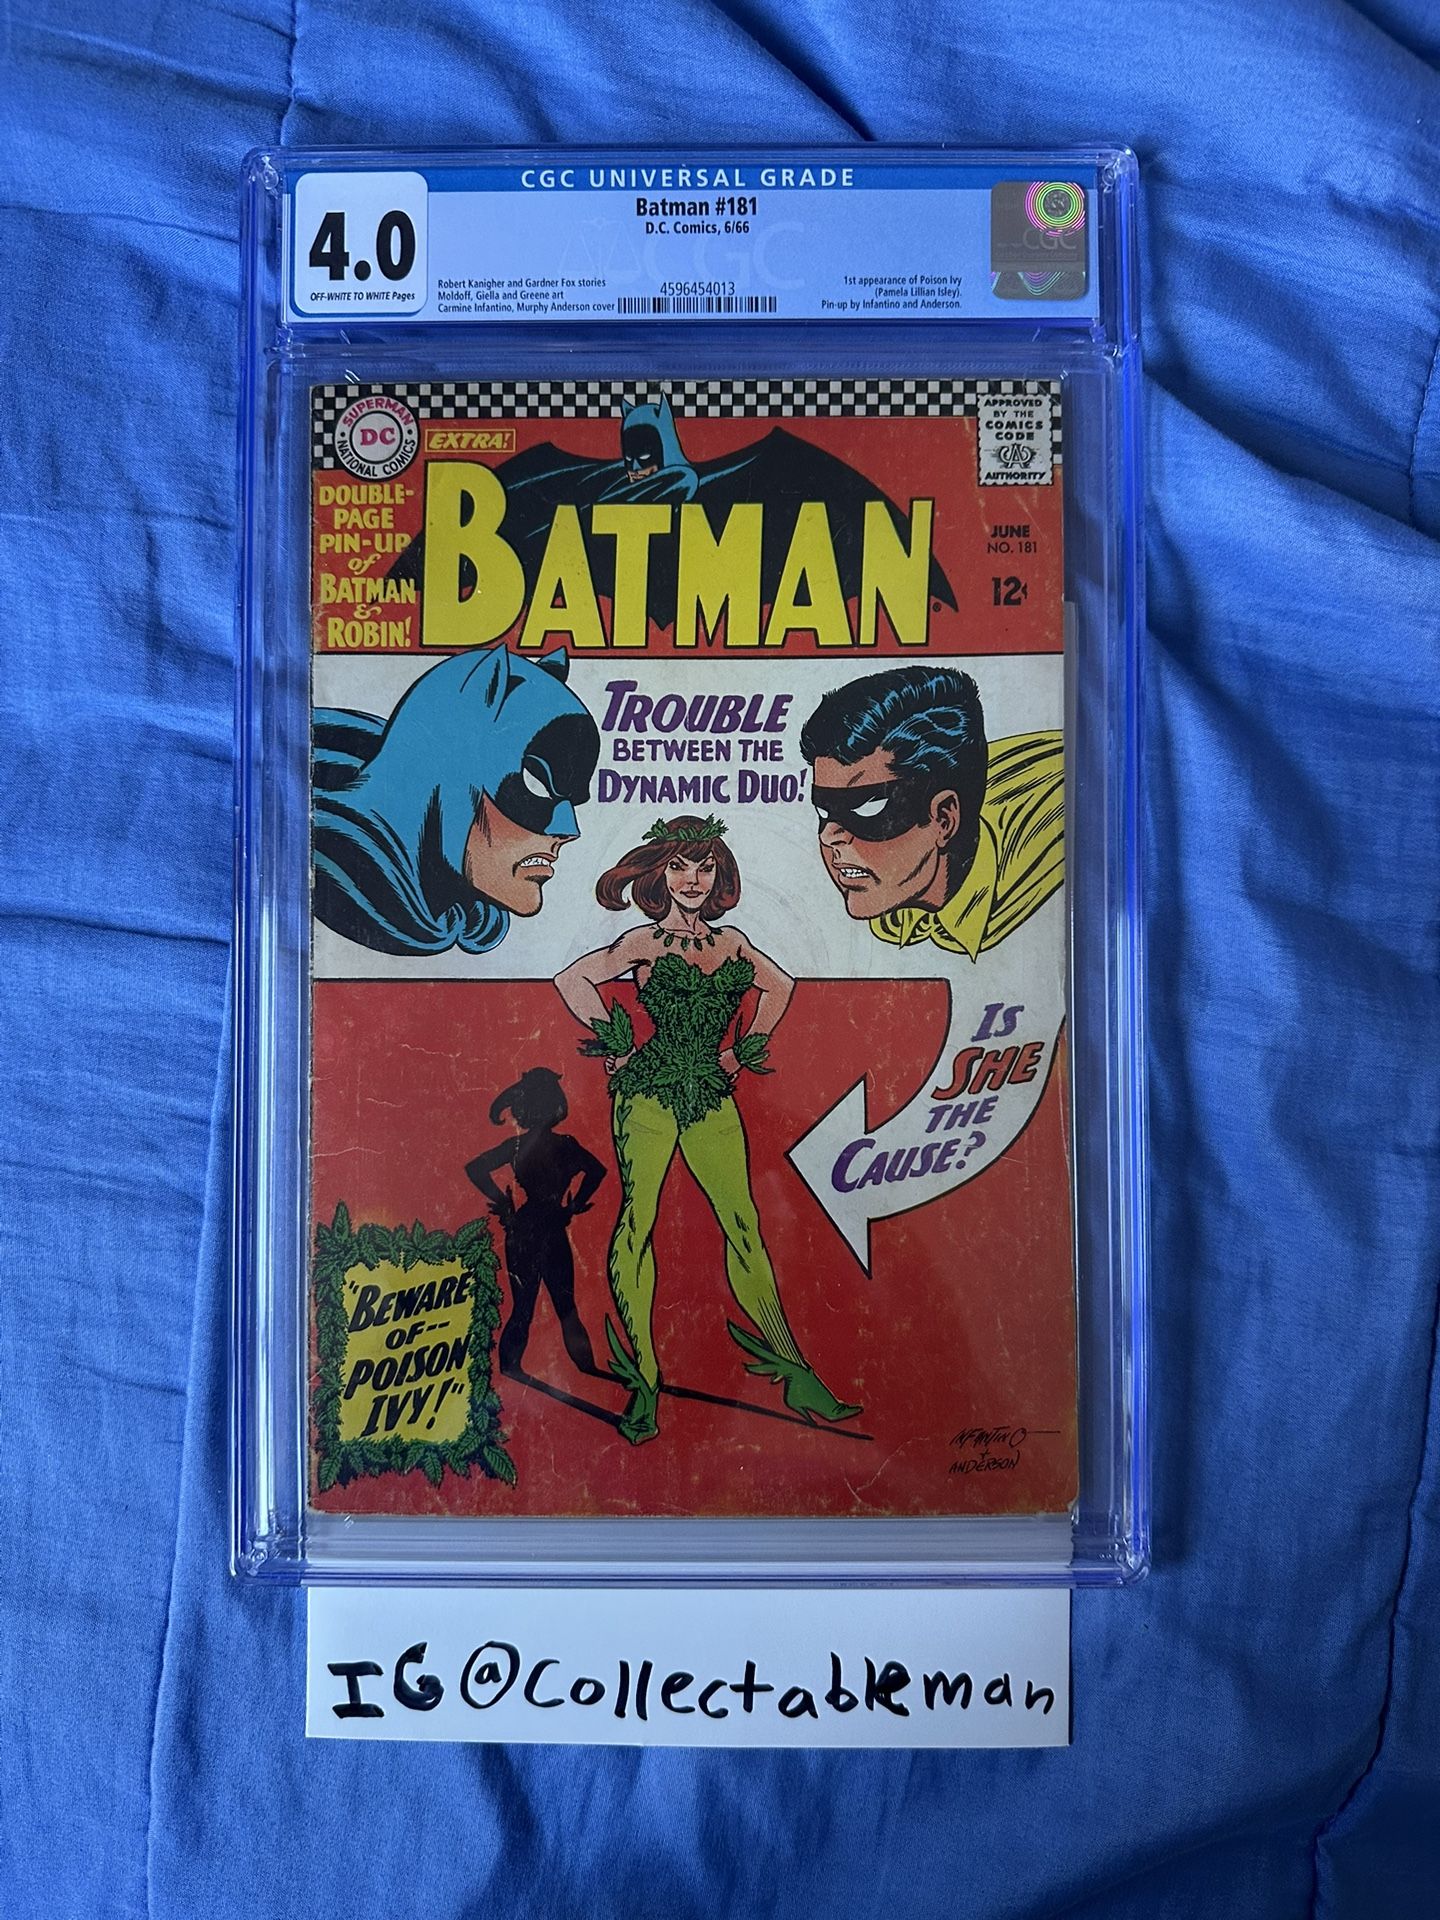 CGC UNIVERSAL GRADE
4.0
OFF-WHITE TO WHITE Pages
Batman #181
D.C. Comics, 6/66
Robert Kanigher and Gardner Fox stories
Moldoff, Giella and Greene art
Carmine Infantino, Murphy Anderson cover
4596454013
1st appearance of Poison Ivy
(Pamela Lillian Isley).
Pin-up by Infantino and Anderson.
CGC
CGC
SUPERMAN
DC
NATIONAL COMICS
EXTRA!
DOUBLE-
PAGE
PIN-UP
of
BATMAN
&
ROBIN!
BATMAN
APPROVED
BY THE
COMICS
CODE
CA
AUTHORITY
JUNE
NO. 181
12¢
TROUBLE
BETWEEN THE
DYNAMIC DUO!
IS
SHE
THE
CAUSE?
"BEWARE
OF--
POISON
IVY!"
INFANTINO
+
ANDERSON
IG @collectableman